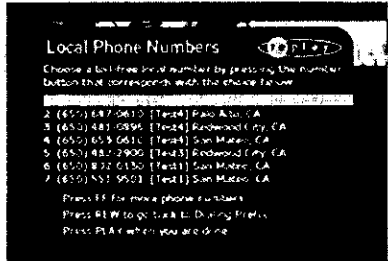 Local Phone Numbers
replay
Choose a toll-free local number by pressing the number
button that corresponds with the choice below
2 (650) 687-0610 [Test4] Palo Alto, CA
3 (650) 481-0896 [Test4] Redwood City, CA
4 (650) 653-0610 [Test4] San Mateo, CA
5 (650) 482-2900 [Test3] Redwood City, CA
6 (650) 832-0130 [Test1] San Mateo, CA
7 (650) 551-9501 [Test1] San Mateo, CA
Press FF for more phone numbers
Press REW to go back to Dialing Prefix
Press PLAY when you are done